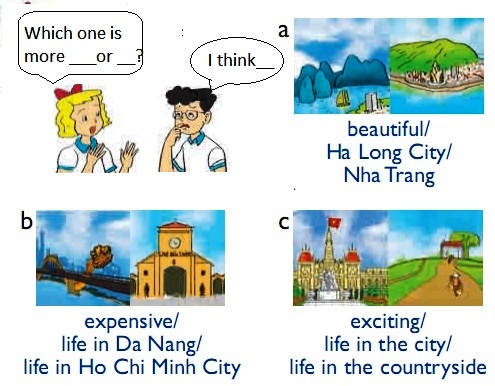 Which one is
more ___or __?
I think__
a
beautiful/
Ha Long City/
Nha Trang
b
expensive/
life in Da Nang/
life in Ho Chi Minh City
c
exciting/
life in the city/
life in the countryside